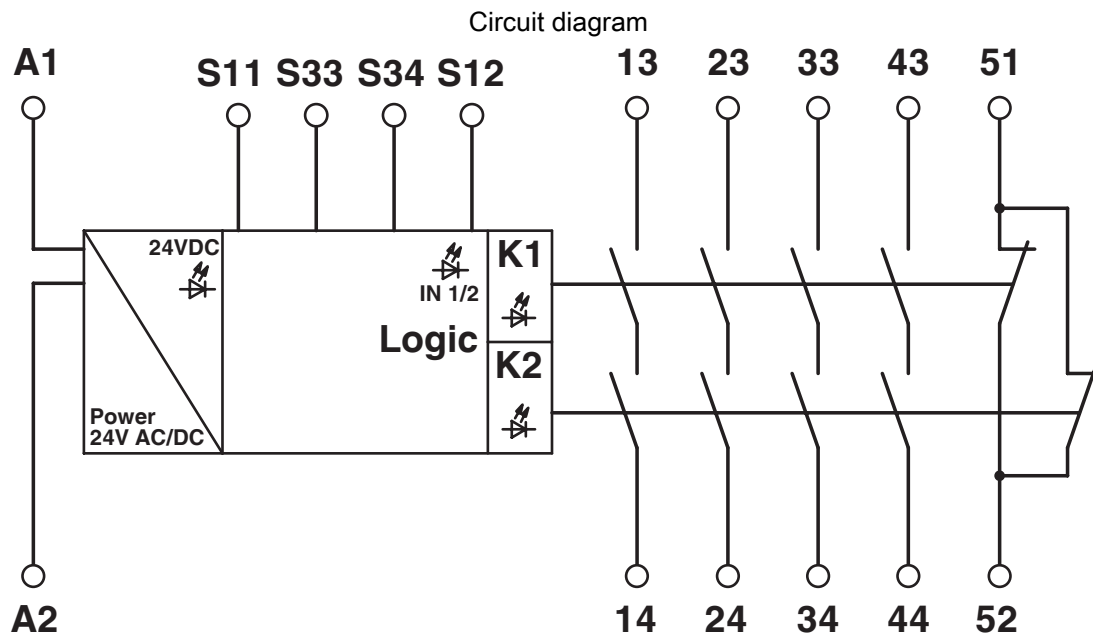 Circuit diagram
A1
S11 S33 S34 S12
13 23 33 43 51
24VDC
IN 1/2
K1
Logic
K2
Power
24V AC/DC
A2
14 24 34 44 52